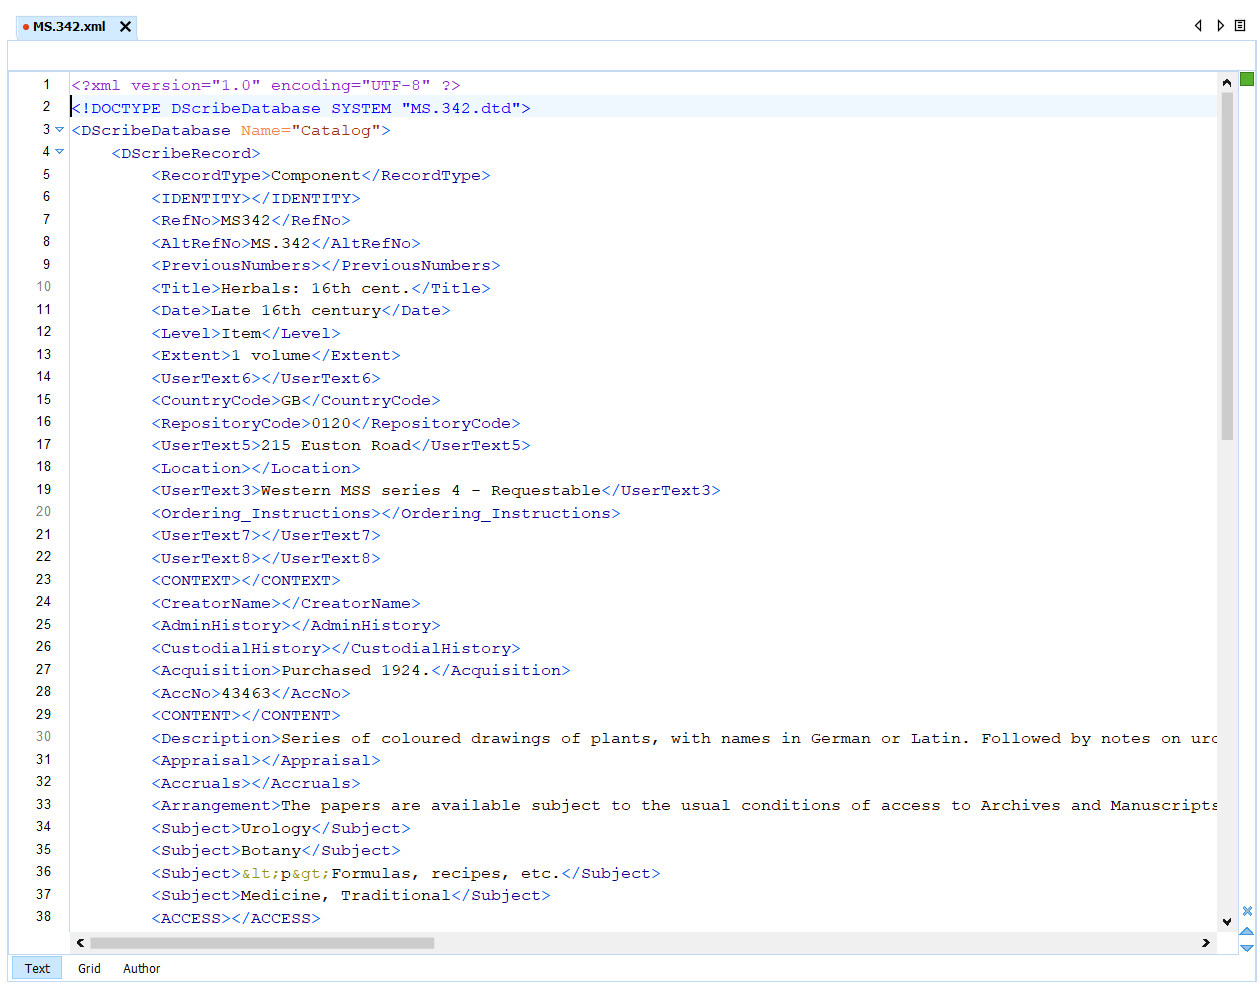 MS.342.xml
1 <?xml version="1.0" encoding="UTF-8" ?>
2 <!DOCTYPE DScribeDatabase SYSTEM "MS.342.dtd">
3 <DScribeDatabase Name="Catalog">
4 <DScribeRecord>
5 <RecordType>Component</RecordType>
6 <IDENTITY></IDENTITY>
7 <RefNo>MS342</RefNo>
8 <AltRefNo>MS.342</AltRefNo>
9 <PreviousNumbers></PreviousNumbers>
10 <Title>Herbals: 16th cent.</Title>
11 <Date>Late 16th century</Date>
12 <Level>Item</Level>
13 <Extent>1 volume</Extent>
14 <UserText6></UserText6>
15 <CountryCode>GB</CountryCode>
16 <RepositoryCode>0120</RepositoryCode>
17 <UserText5>215 Euston Road</UserText5>
18 <Location></Location>
19 <UserText3>Western MSS series 4 - Requestable</UserText3>
20 <Ordering_Instructions></Ordering_Instructions>
21 <UserText7></UserText7>
22 <UserText8></UserText8>
23 <CONTEXT></CONTEXT>
24 <CreatorName></CreatorName>
25 <AdminHistory></AdminHistory>
26 <CustodialHistory></CustodialHistory>
27 <Acquisition>Purchased 1924.</Acquisition>
28 <AccNo>43463</AccNo>
29 <CONTENT></CONTENT>
30 <Description>Series of coloured drawings of plants, with names in German or Latin. Followed by notes on uro
31 <Appraisal></Appraisal>
32 <Accruals></Accruals>
33 <Arrangement>The papers are available subject to the usual conditions of access to Archives and Manuscripts
34 <Subject>Urology</Subject>
35 <Subject>Botany</Subject>
36 <Subject>&lt;p&gt;Formulas, recipes, etc.</Subject>
37 <Subject>Medicine, Traditional</Subject>
38 <ACCESS></ACCESS>
Text Grid Author